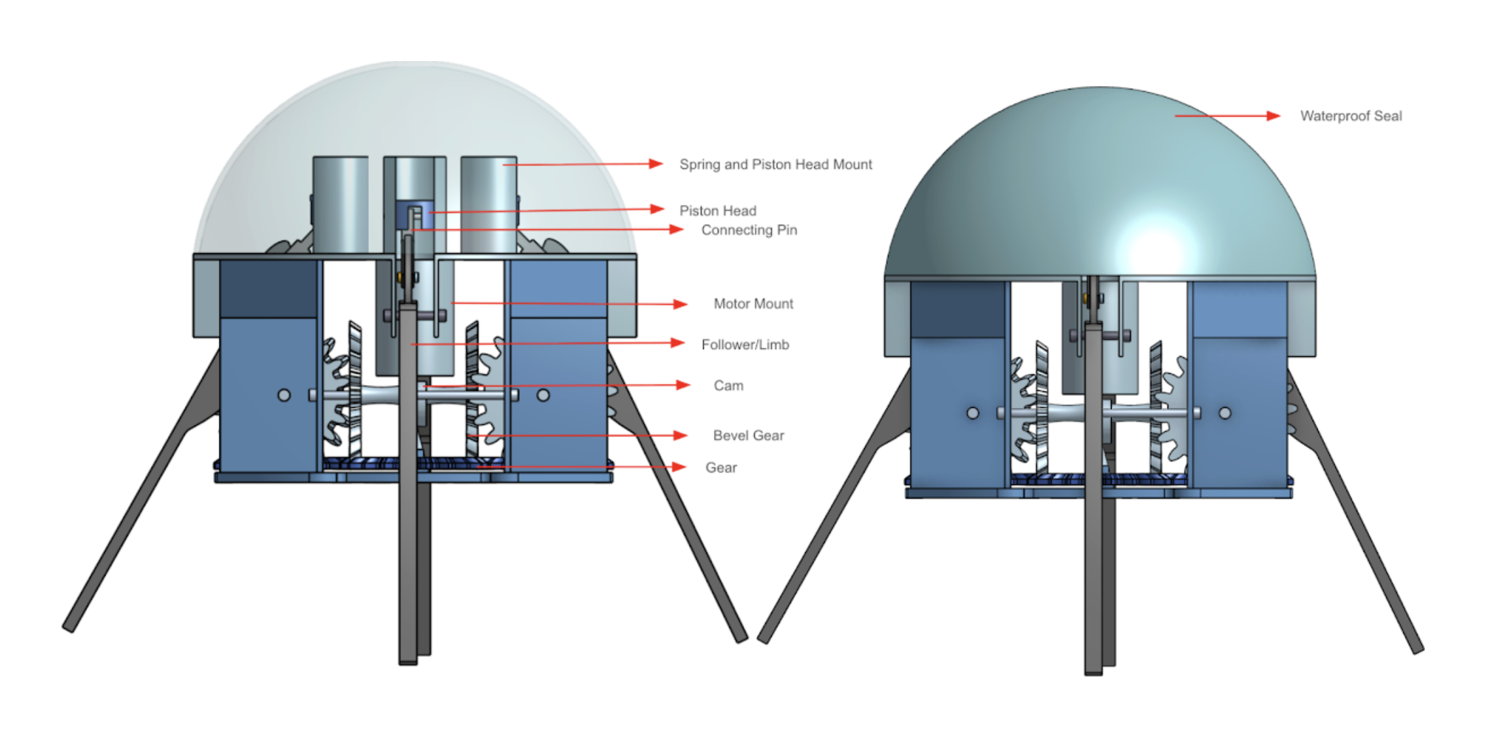 Waterproof Seal
Spring and Piston Head Mount
Piston Head
Connecting Pin
Motor Mount
Follower/Limb
Cam
Bevel Gear
Gear